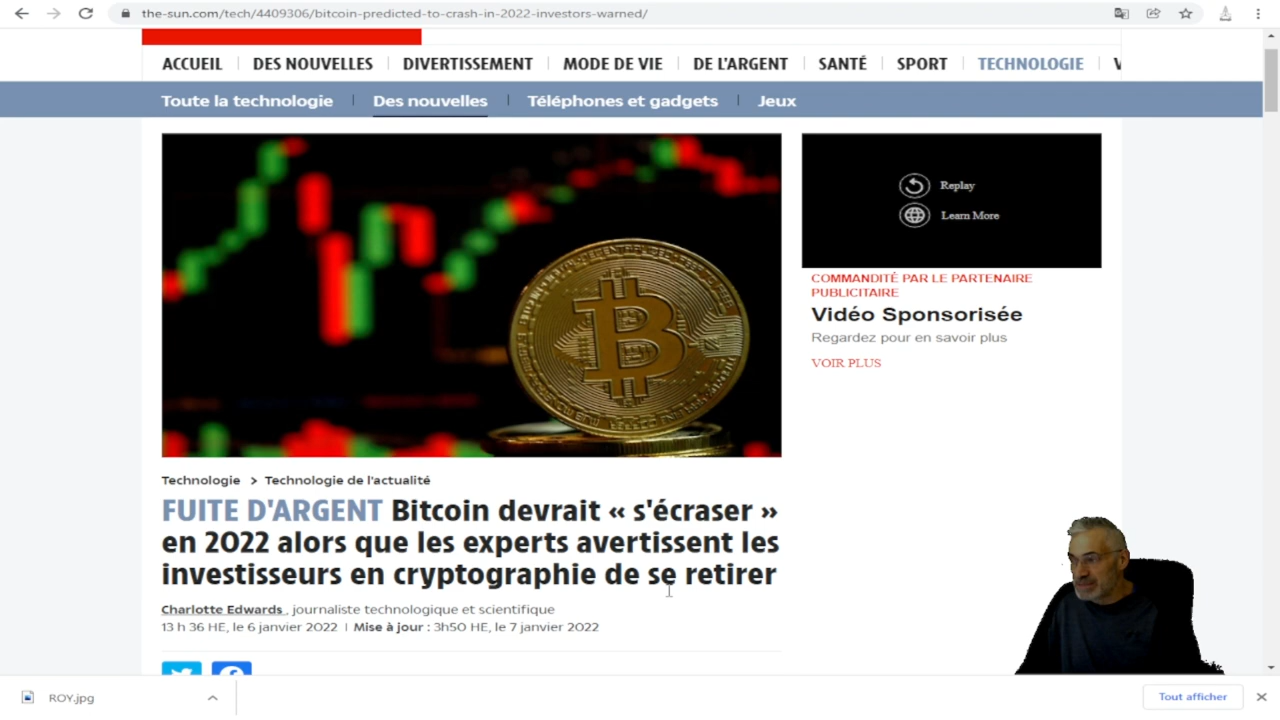 the-sun.com/tech/4409306/bitcoin-predicted-to-crash-in-2022-investors-warned/
ACCUEIL DES NOUVELLES DIVERTISSEMENT MODE DE VIE DE L'ARGENT SANTÉ SPORT TECHNOLOGIE
Toute la technologie Des nouvelles Téléphones et gadgets Jeux
Replay
Learn More
COMMANDITÉ PAR LE PARTENAIRE
PUBLICITAIRE
Vidéo Sponsorisée
Regardez pour en savoir plus
VOIR PLUS
Technologie > Technologie de l'actualité
FUITE D'ARGENT Bitcoin devrait « s'écraser »
en 2022 alors que les experts avertissent les
investisseurs en cryptographie de se retirer
Charlotte Edwards , journaliste technologique et scientifique
13 h 36 HE, le 6 janvier 2022 | Mise à jour : 3h50 HE, le 7 janvier 2022
ROY.jpg
Tout afficher